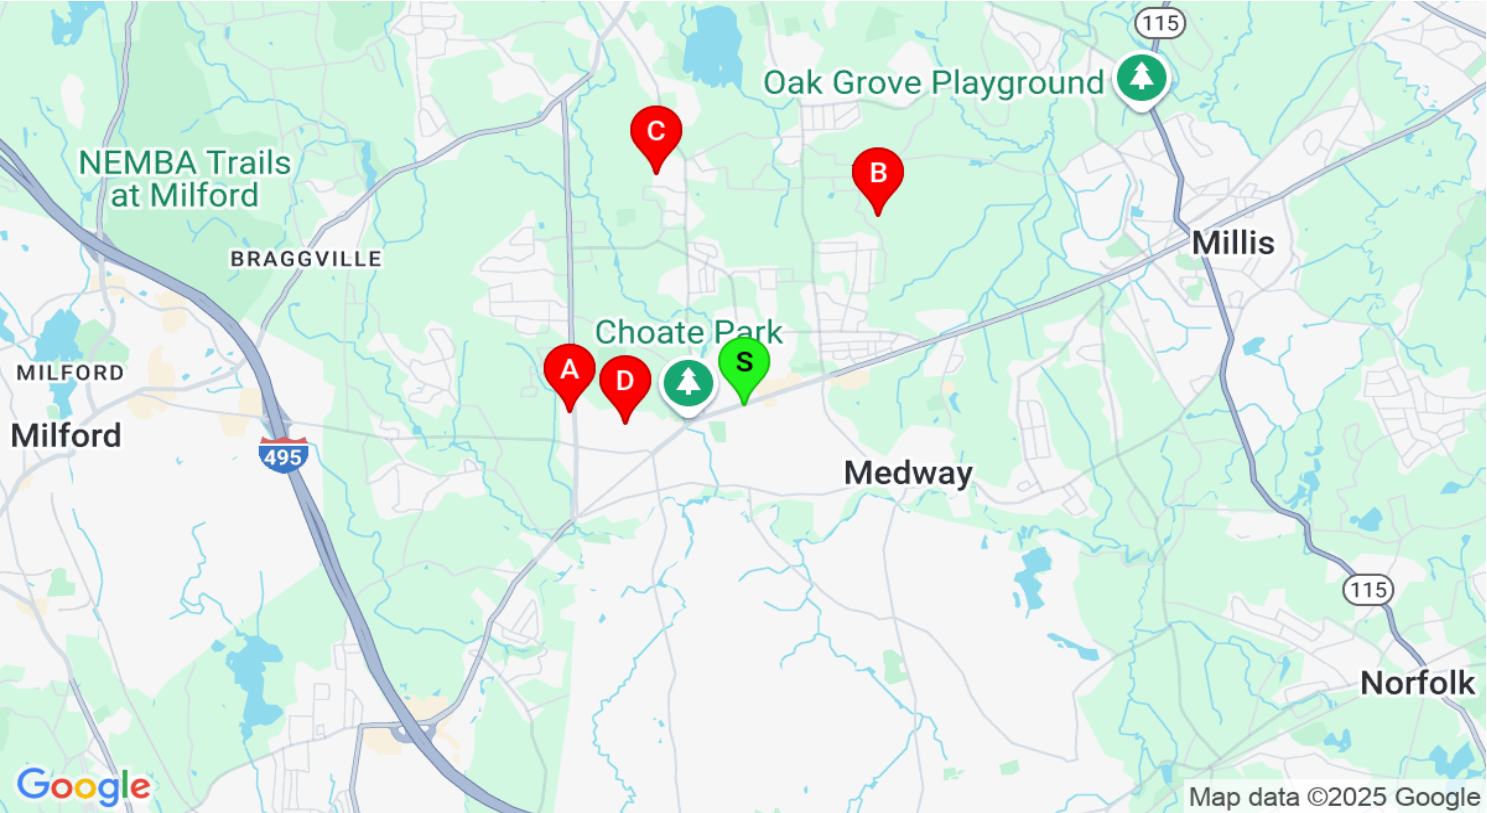 115
Oak Grove Playground
C
NEMBA Trails
at Milford
B
BRAGGVILLE
Millis
Choate Park
S
A
D
MILFORD
Milford
495
Medway
115
Norfolk
Google
Map data ©2025 Google